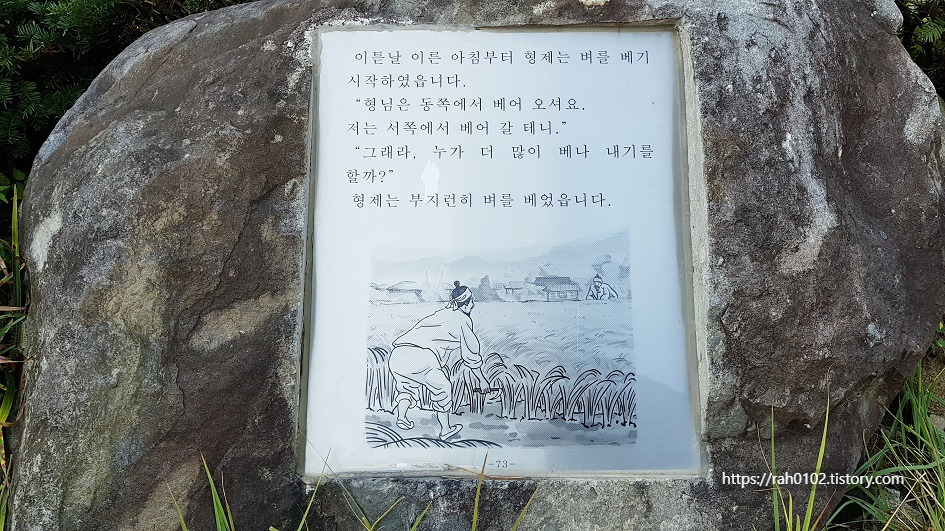 이튿날 이른 아침부터 형제는 벼를 베기
시작하였읍니다.
“형님은 동쪽에서 베어 오셔요.
저는 서쪽에서 베어 갈 테니.”
“그래라, 누가 더 많이 베나 내기를
할까?”
형제는 부지런히 벼를 베었읍니다.
-73-
https://rah0102.tistory.com